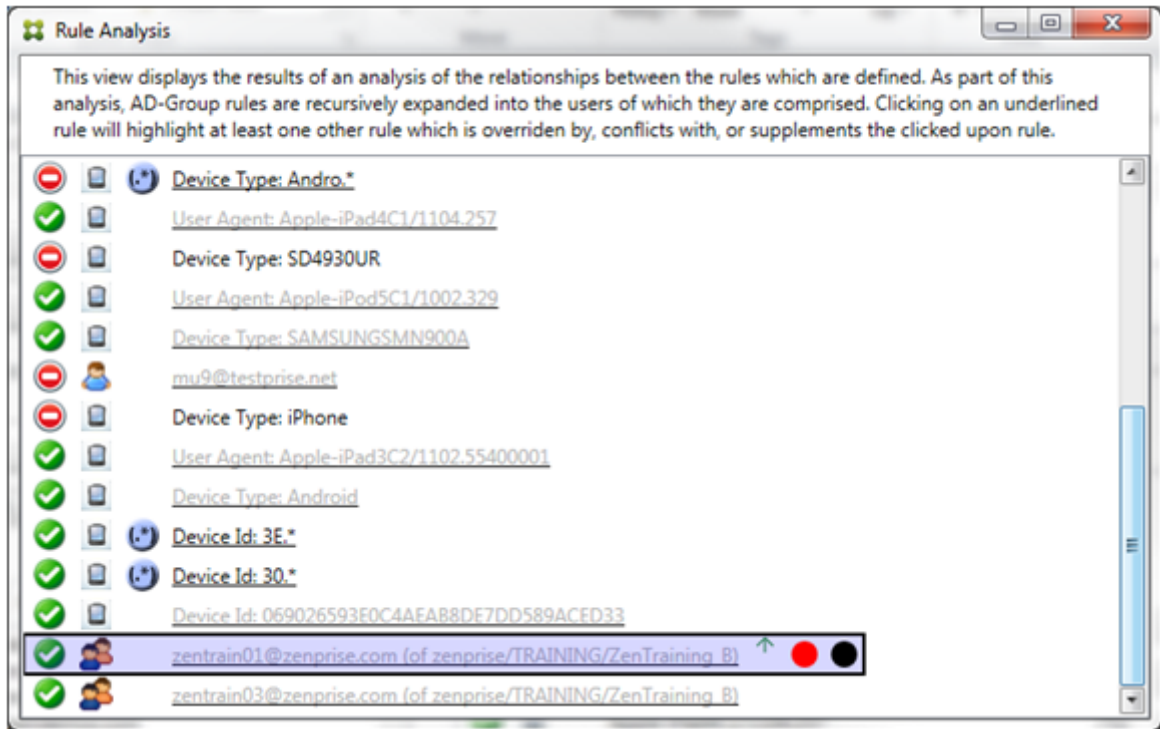 Rule Analysis
This view displays the results of an analysis of the relationships between the rules which are defined. As part of this
analysis, AD-Group rules are recursively expanded into the users of which they are comprised. Clicking on an underlined
rule will highlight at least one other rule which is overriden by, conflicts with, or supplements the clicked upon rule.
(.*) Device Type: Andro.*
User Agent: Apple-iPad4C1/1104.257
Device Type: SD4930UR
User Agent: Apple-iPod5C1/1002.329
Device Type: SAMSUNGSMN900A
mu9@testprise.net
Device Type: iPhone
User Agent: Apple-iPad3C2/1102.55400001
Device Type: Android
(.*) Device Id: 3E.*
(.*) Device Id: 30.*
Device Id: 069026593E0C4AEAB8DE7DD589ACED33
zentrain01@zenprise.com (of zenprise/TRAINING/ZenTraining_B)
zentrain03@zenprise.com (of zenprise/TRAINING/ZenTraining_B)